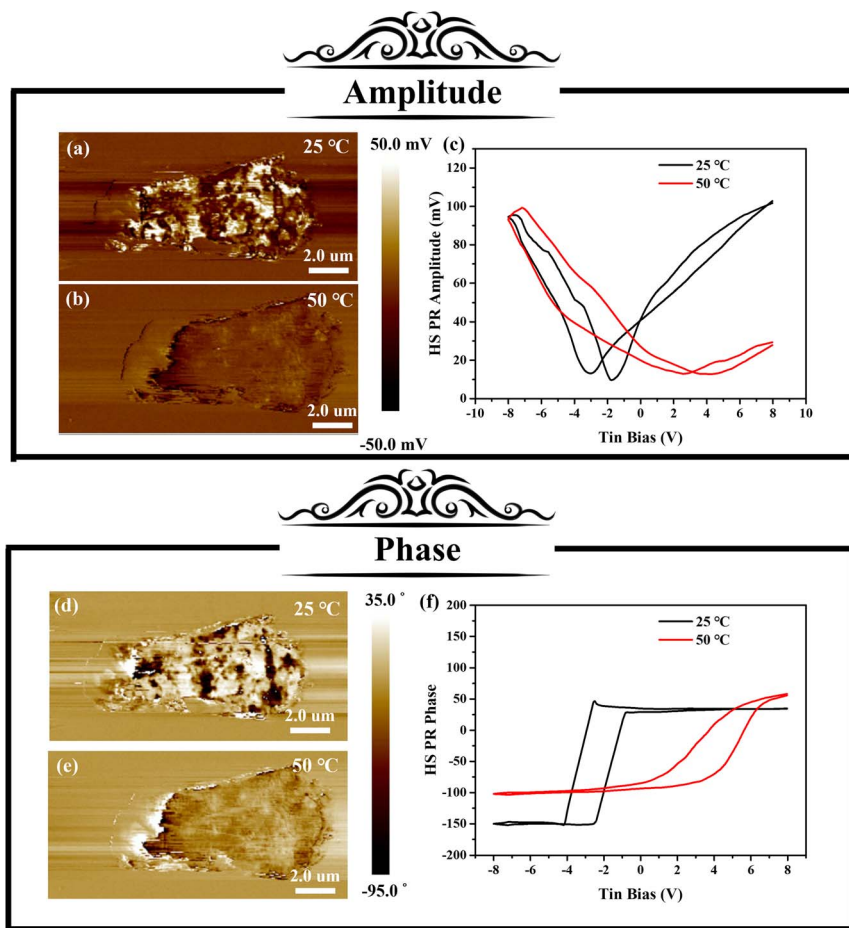 Amplitude
(a)
25 °C
2.0 um
(b)
50 °C
2.0 um
50.0 mV
-50.0 mV
(c)
25 °C
50 °C
HS PR Amplitude (mV)
120
100
80
60
40
20
0
-10 -8 -6 -4 -2 0 2 4 6 8 10
Tin Bias (V)
Phase
(d)
25 °C
2.0 um
(e)
50 °C
2.0 um
35.0 °
-95.0 °
(f)
25 °C
50 °C
HS PR Phase
200
150
100
50
0
-50
-100
-150
-200
-8 -6 -4 -2 0 2 4 6 8
Tin Bias (V)